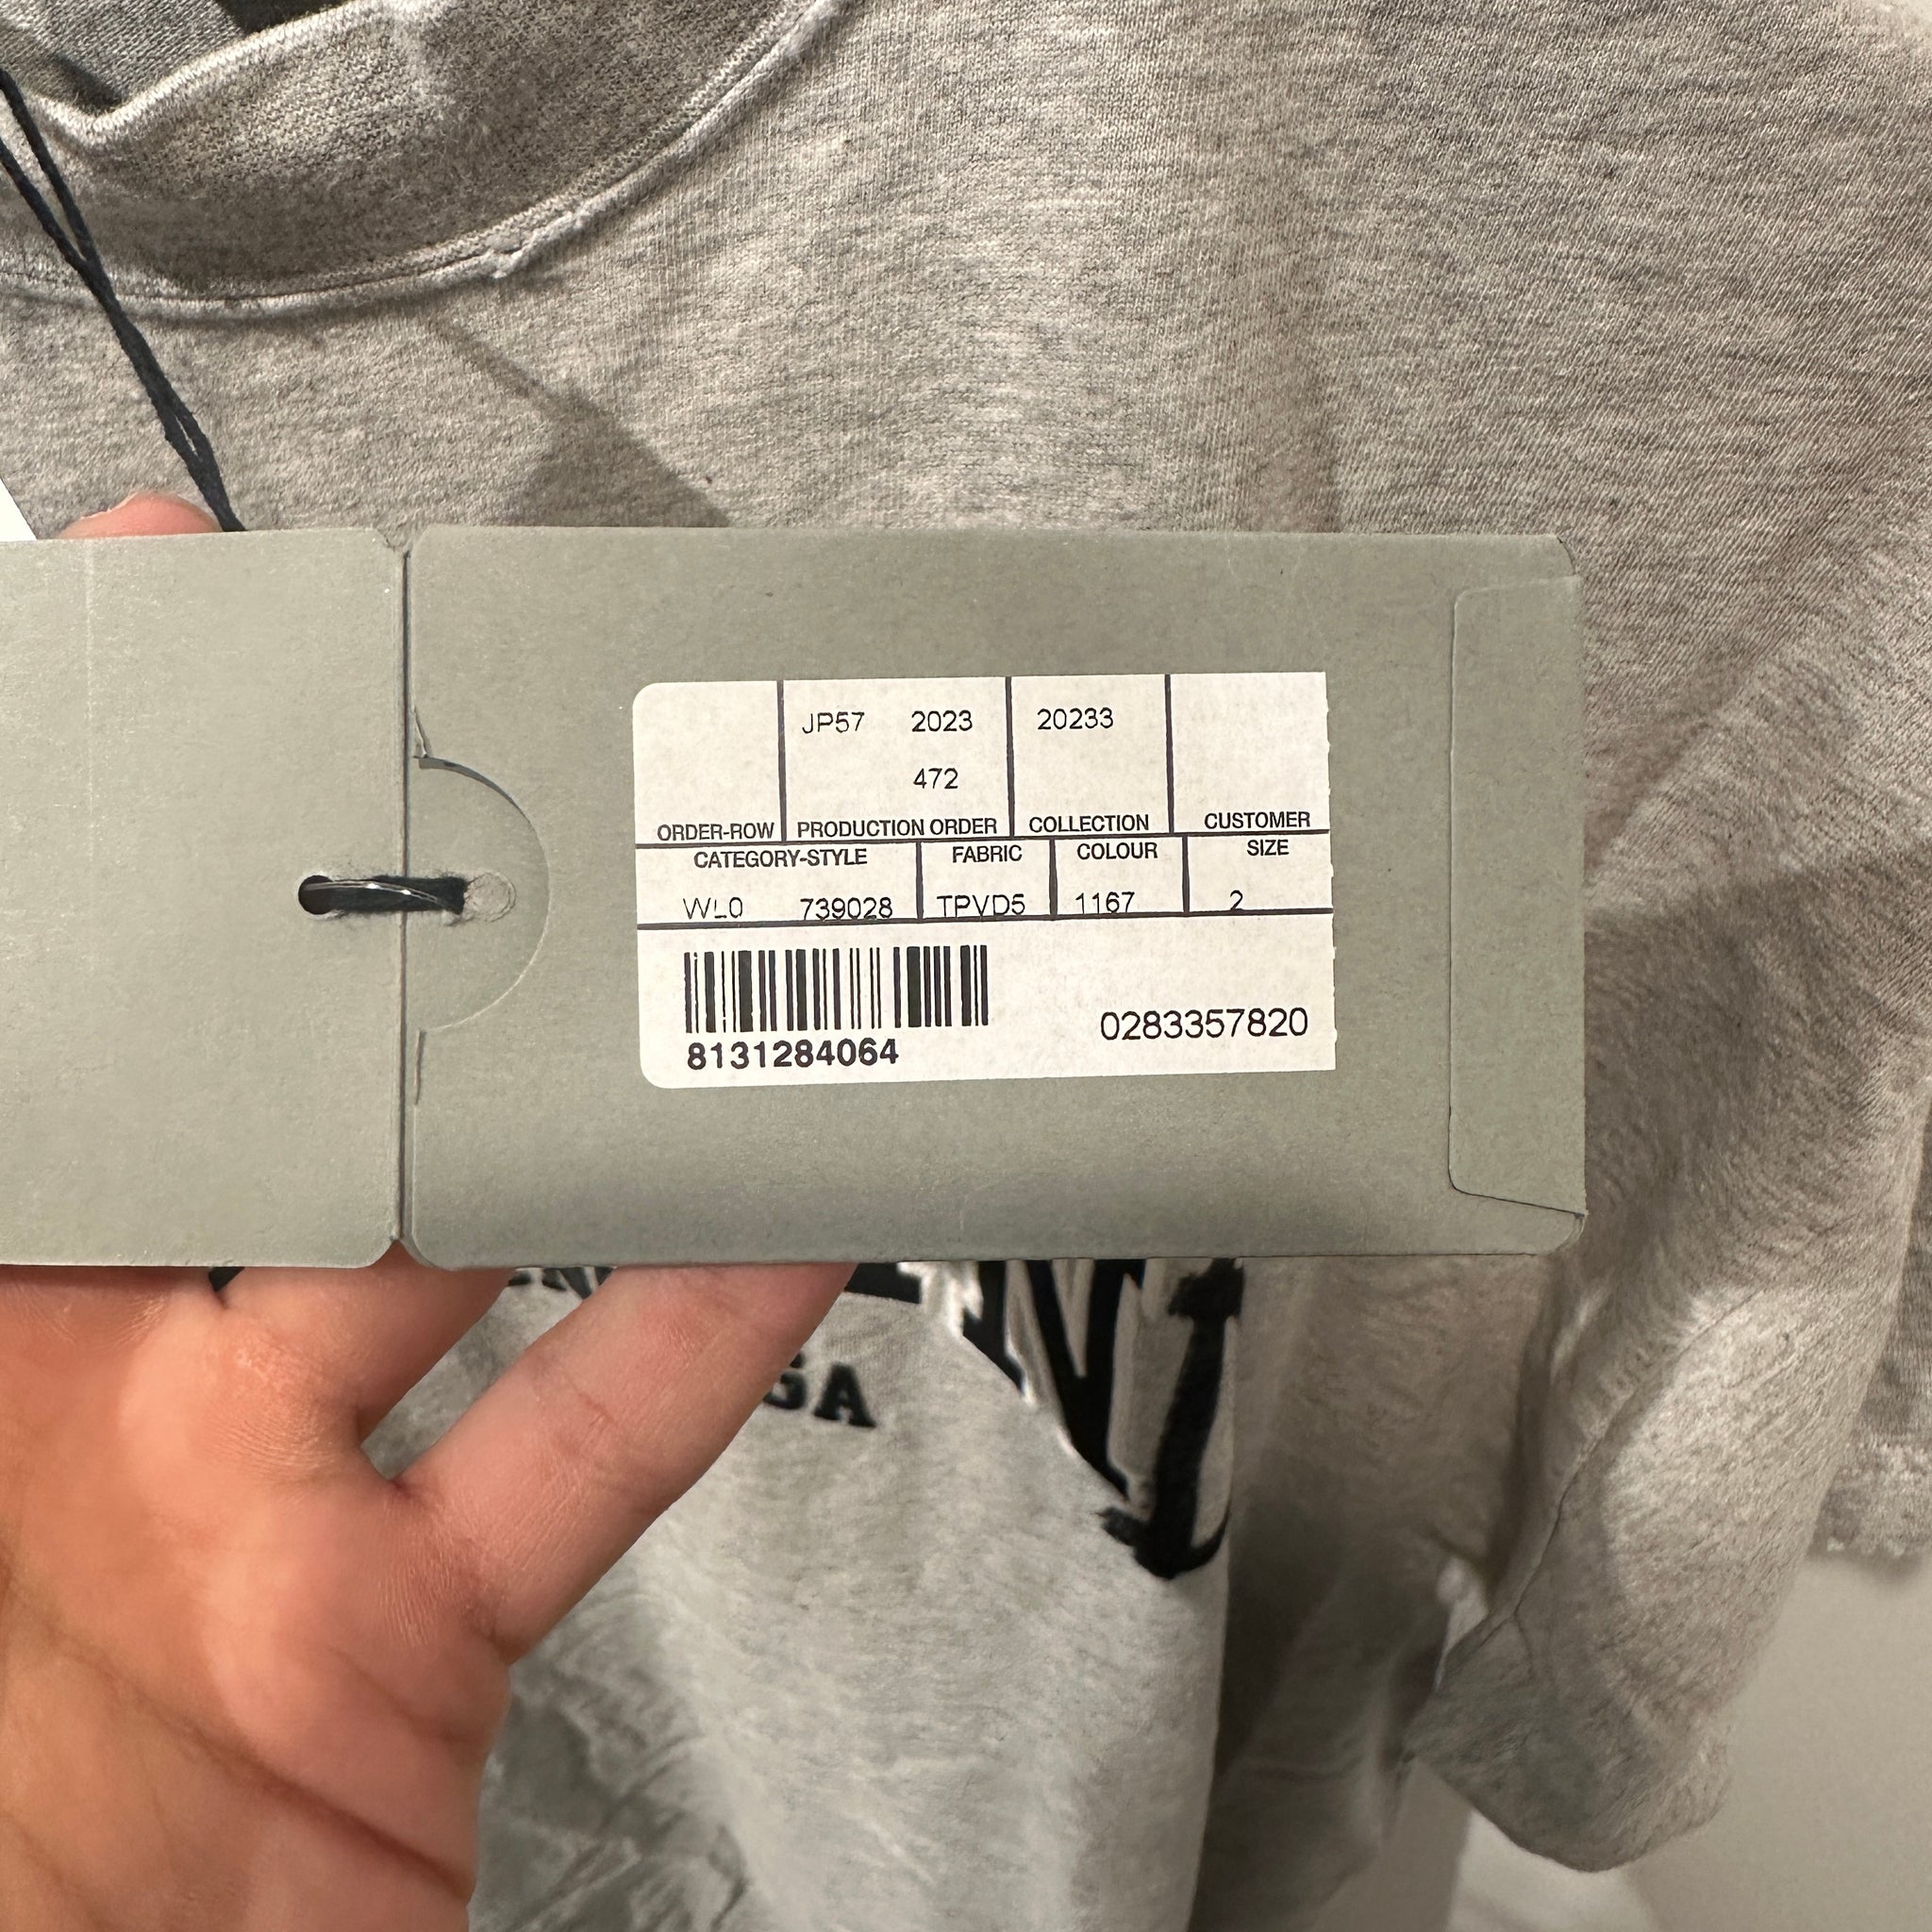 JP57 2023 20233
472
ORDER-ROW PRODUCTION ORDER COLLECTION CUSTOMER
CATEGORY-STYLE FABRIC COLOUR SIZE
WL0 739028 TPVD5 1167 2
8131284064 0283357820
GA